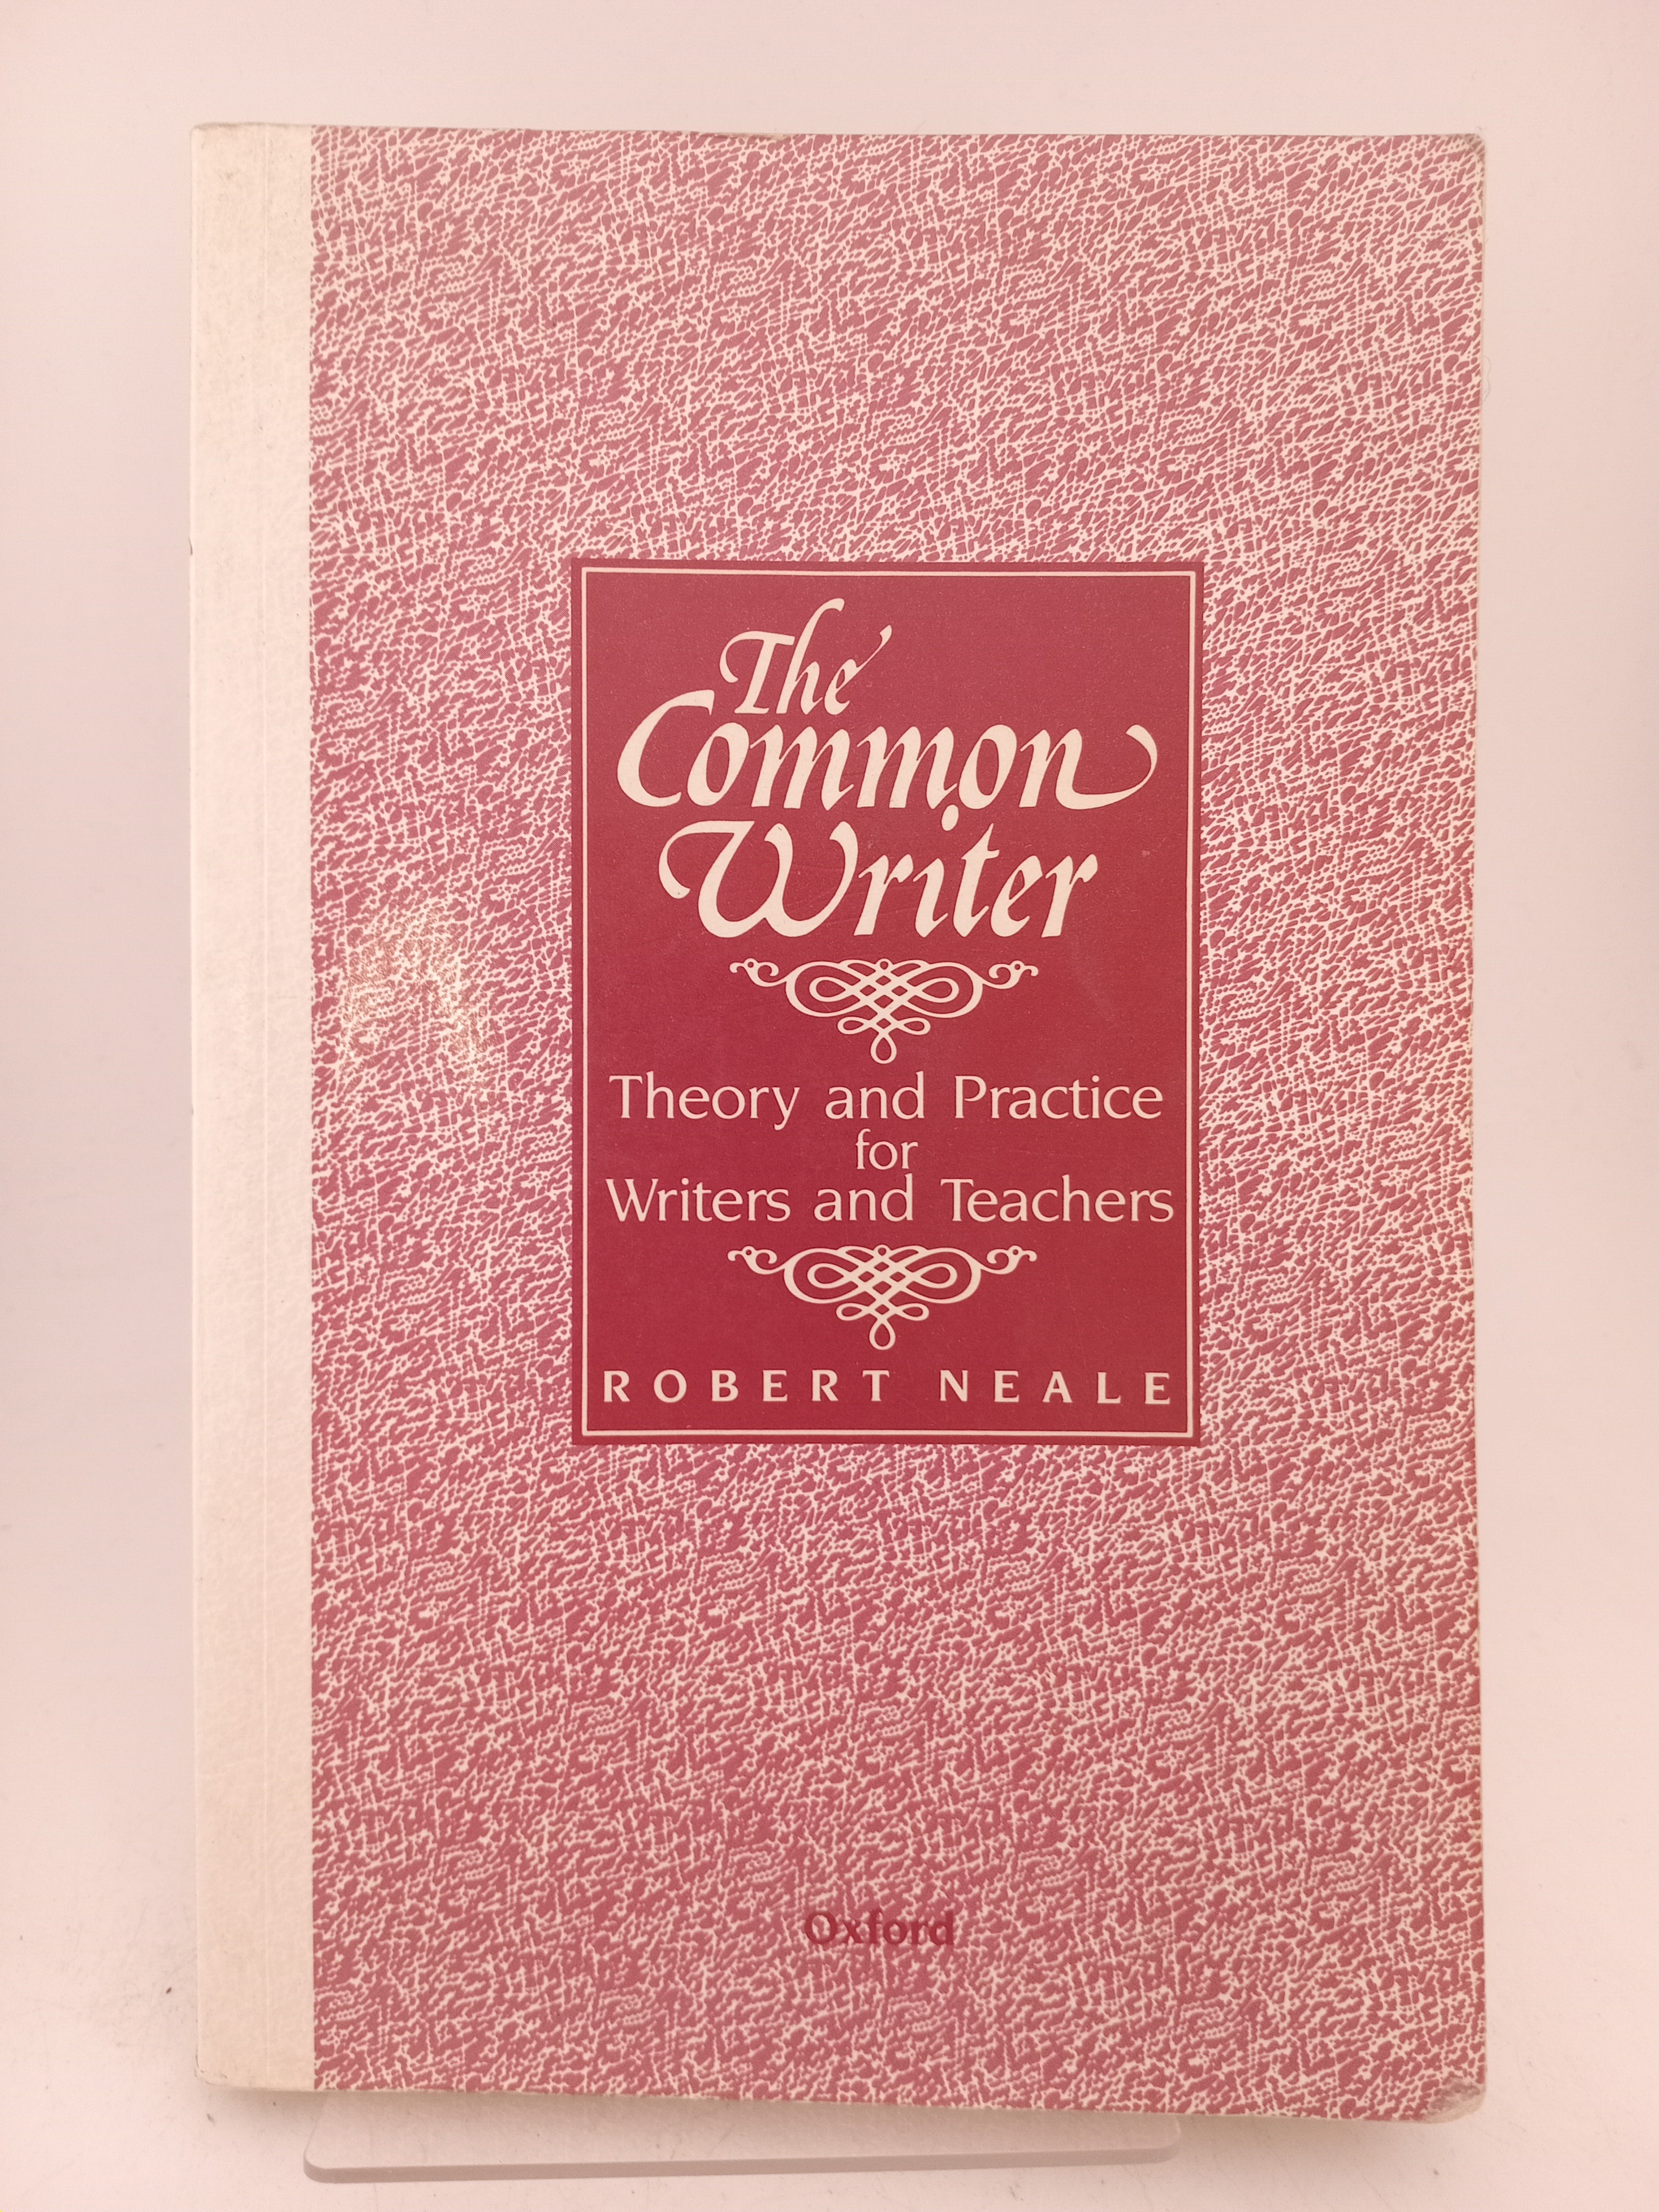 The
Common
Writer
Theory and Practice
for
Writers and Teachers
ROBERT NEALE
Oxford